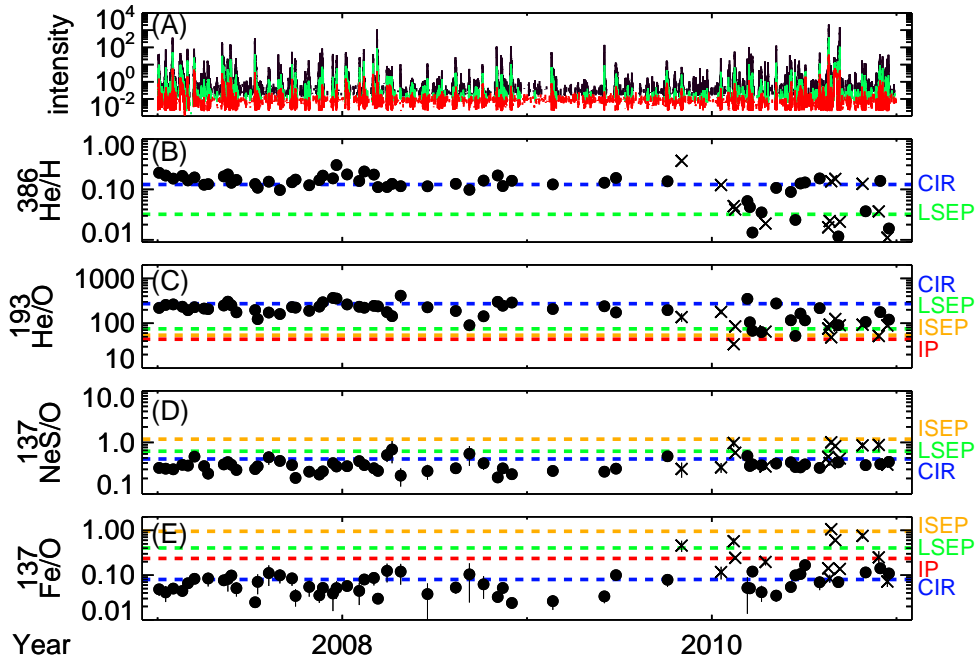 (A)
10^4
10^2
10^0
10^-2
intensity
(B)
1.00
0.10
0.01
386
He/H
CIR
LSEP
(C)
1000
100
10
193
He/O
CIR
LSEP
ISEP
IP
(D)
10.0
1.0
0.1
137
NeS/O
ISEP
LSEP
CIR
(E)
1.00
0.10
0.01
137
Fe/O
ISEP
LSEP
IP
CIR
Year 2008 2010